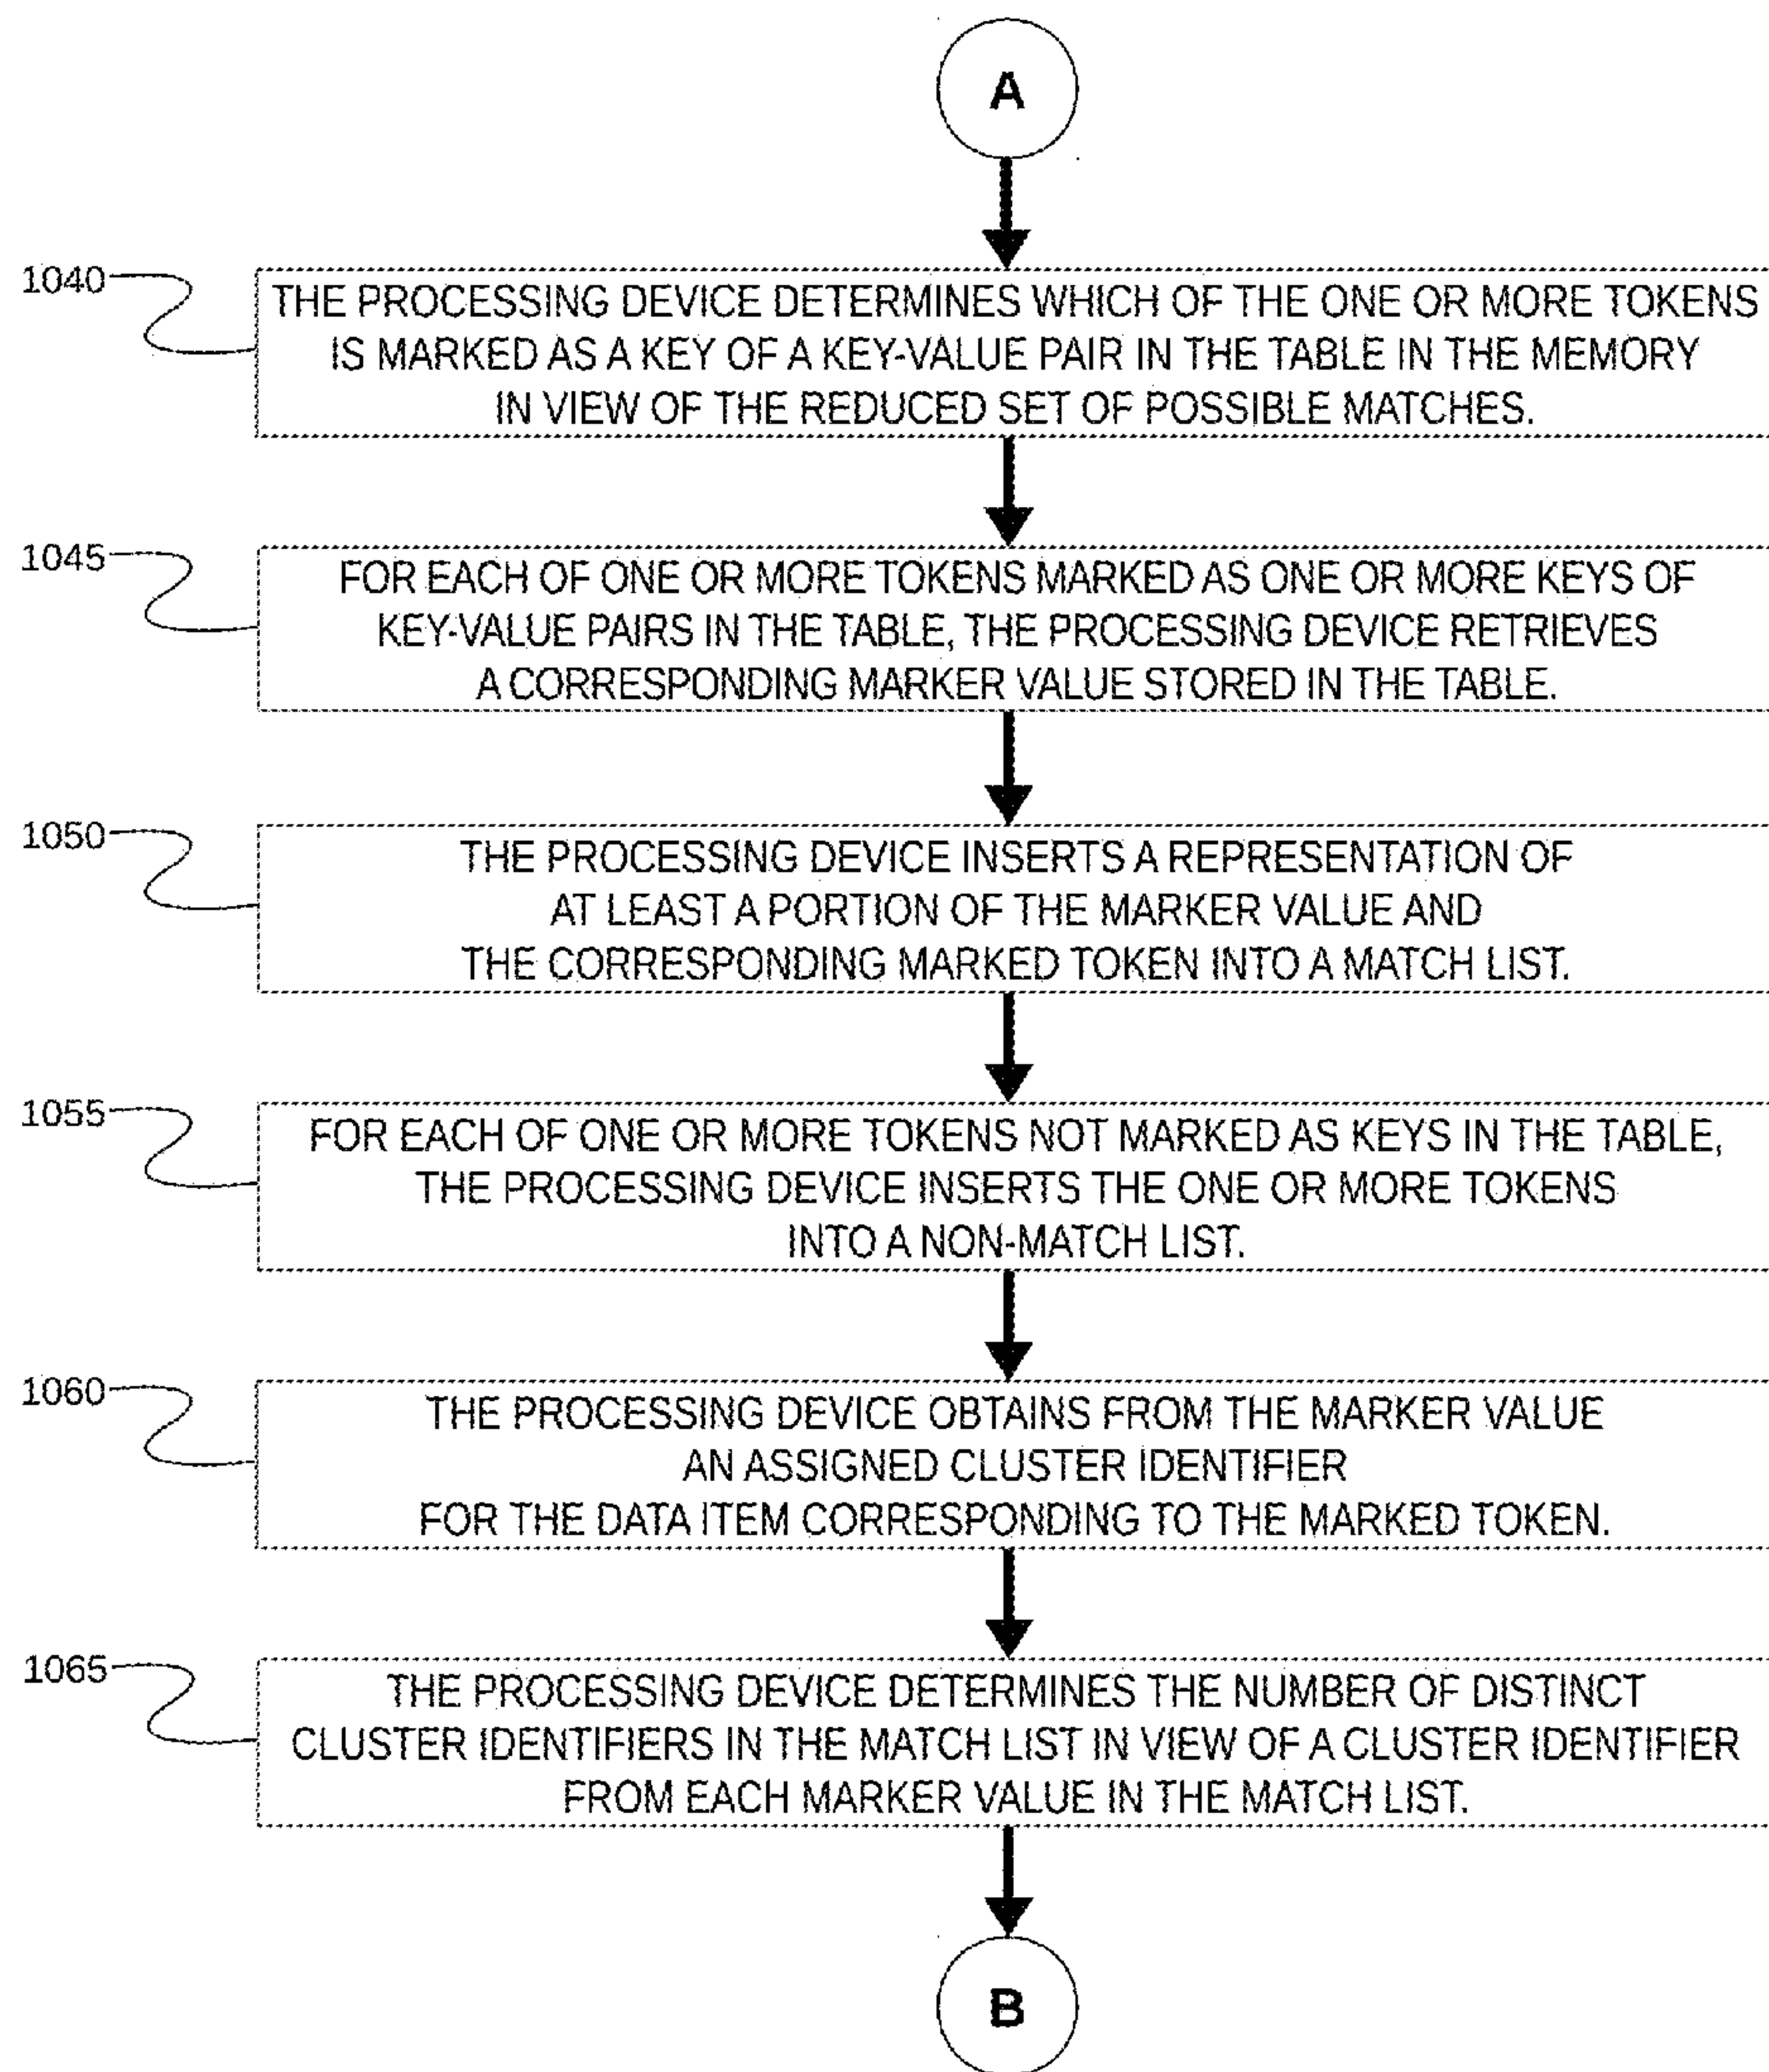 A
1040
THE PROCESSING DEVICE DETERMINES WHICH OF THE ONE OR MORE TOKENS
IS MARKED AS A KEY OF A KEY-VALUE PAIR IN THE TABLE IN THE MEMORY
IN VIEW OF THE REDUCED SET OF POSSIBLE MATCHES.
1045
FOR EACH OF ONE OR MORE TOKENS MARKED AS ONE OR MORE KEYS OF
KEY-VALUE PAIRS IN THE TABLE, THE PROCESSING DEVICE RETRIEVES
A CORRESPONDING MARKER VALUE STORED IN THE TABLE.
1050
THE PROCESSING DEVICE INSERTS A REPRESENTATION OF
AT LEAST A PORTION OF THE MARKER VALUE AND
THE CORRESPONDING MARKED TOKEN INTO A MATCH LIST.
1055
FOR EACH OF ONE OR MORE TOKENS NOT MARKED AS KEYS IN THE TABLE,
THE PROCESSING DEVICE INSERTS THE ONE OR MORE TOKENS
INTO A NON-MATCH LIST.
1060
THE PROCESSING DEVICE OBTAINS FROM THE MARKER VALUE
AN ASSIGNED CLUSTER IDENTIFIER
FOR THE DATA ITEM CORRESPONDING TO THE MARKED TOKEN.
1065
THE PROCESSING DEVICE DETERMINES THE NUMBER OF DISTINCT
CLUSTER IDENTIFIERS IN THE MATCH LIST IN VIEW OF A CLUSTER IDENTIFIER
FROM EACH MARKER VALUE IN THE MATCH LIST.
B